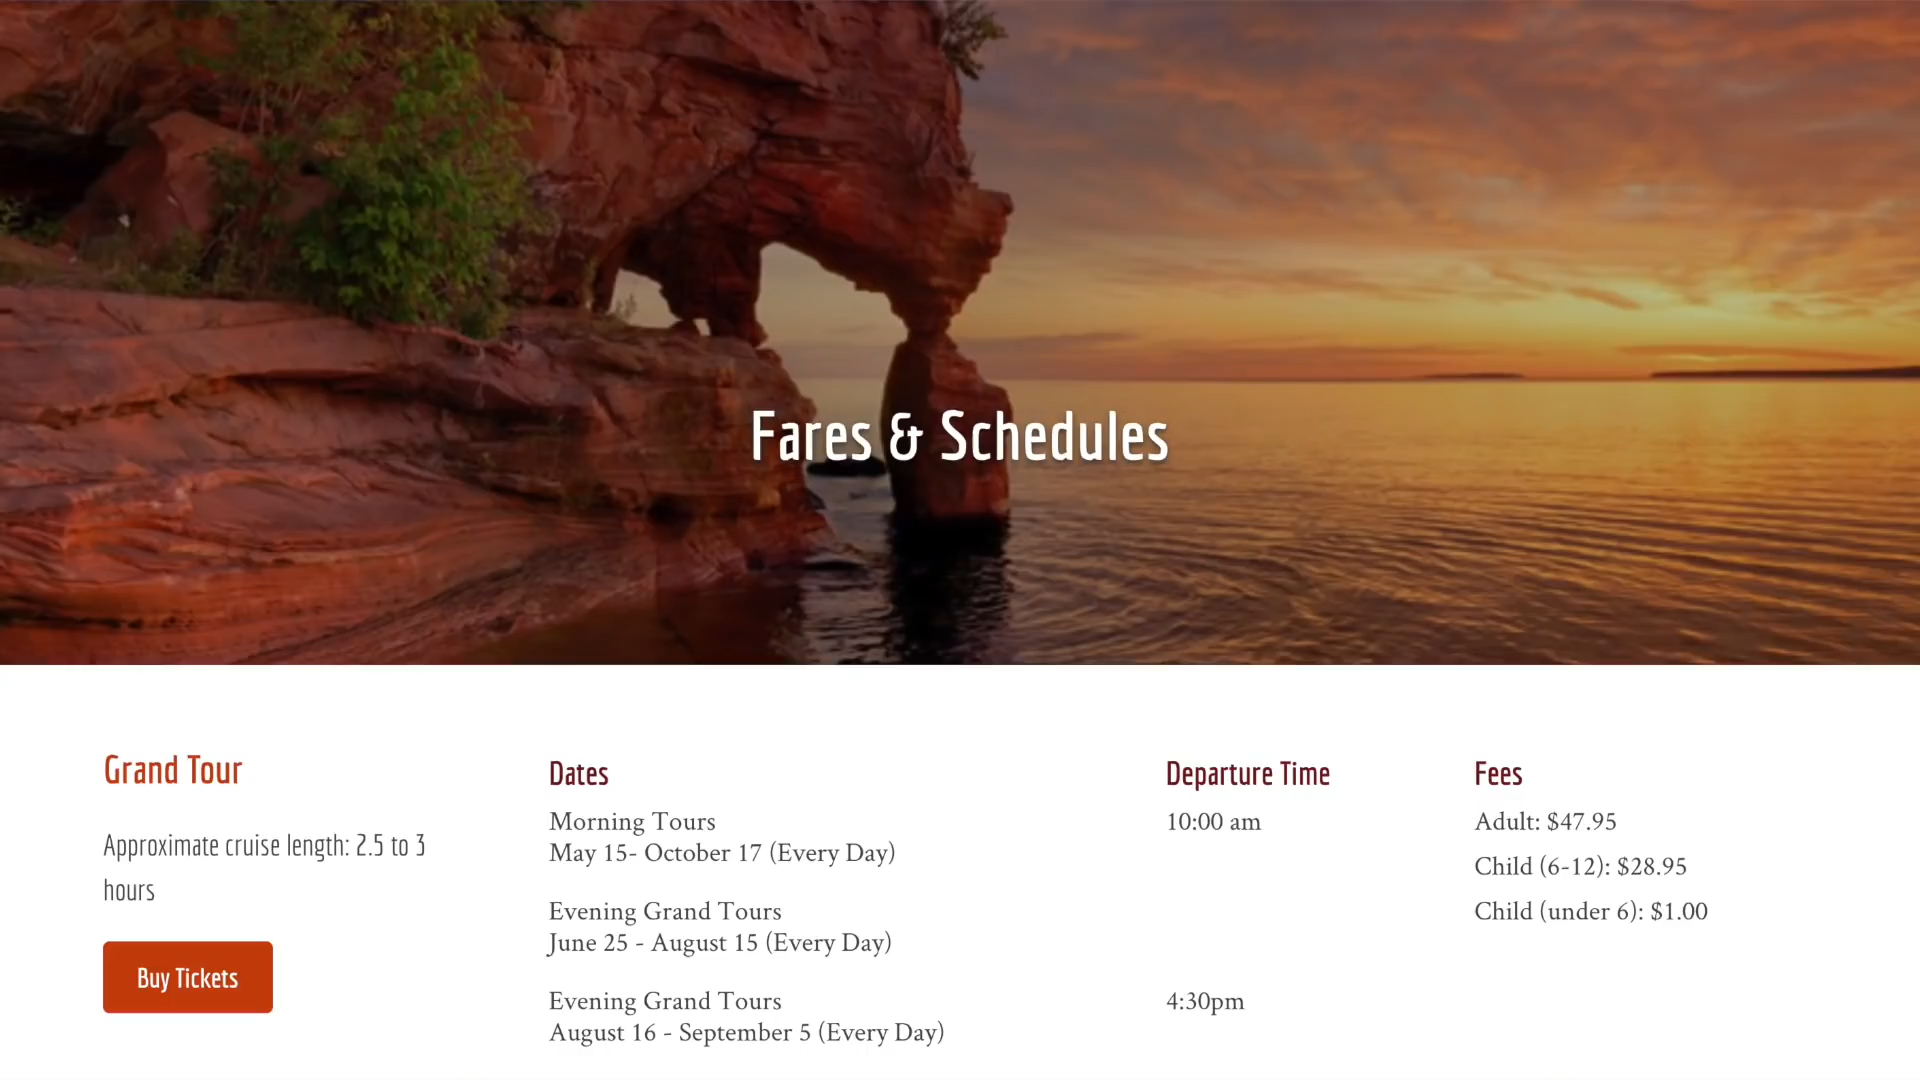 Fares & Schedules
Grand Tour
Approximate cruise length: 2.5 to 3
hours
Buy Tickets
Dates
Morning Tours
May 15- October 17 (Every Day)
Evening Grand Tours
June 25 - August 15 (Every Day)
Evening Grand Tours
August 16 - September 5 (Every Day)
Departure Time
10:00 am
4:30pm
Fees
Adult: $47.95
Child (6-12): $28.95
Child (under 6): $1.00